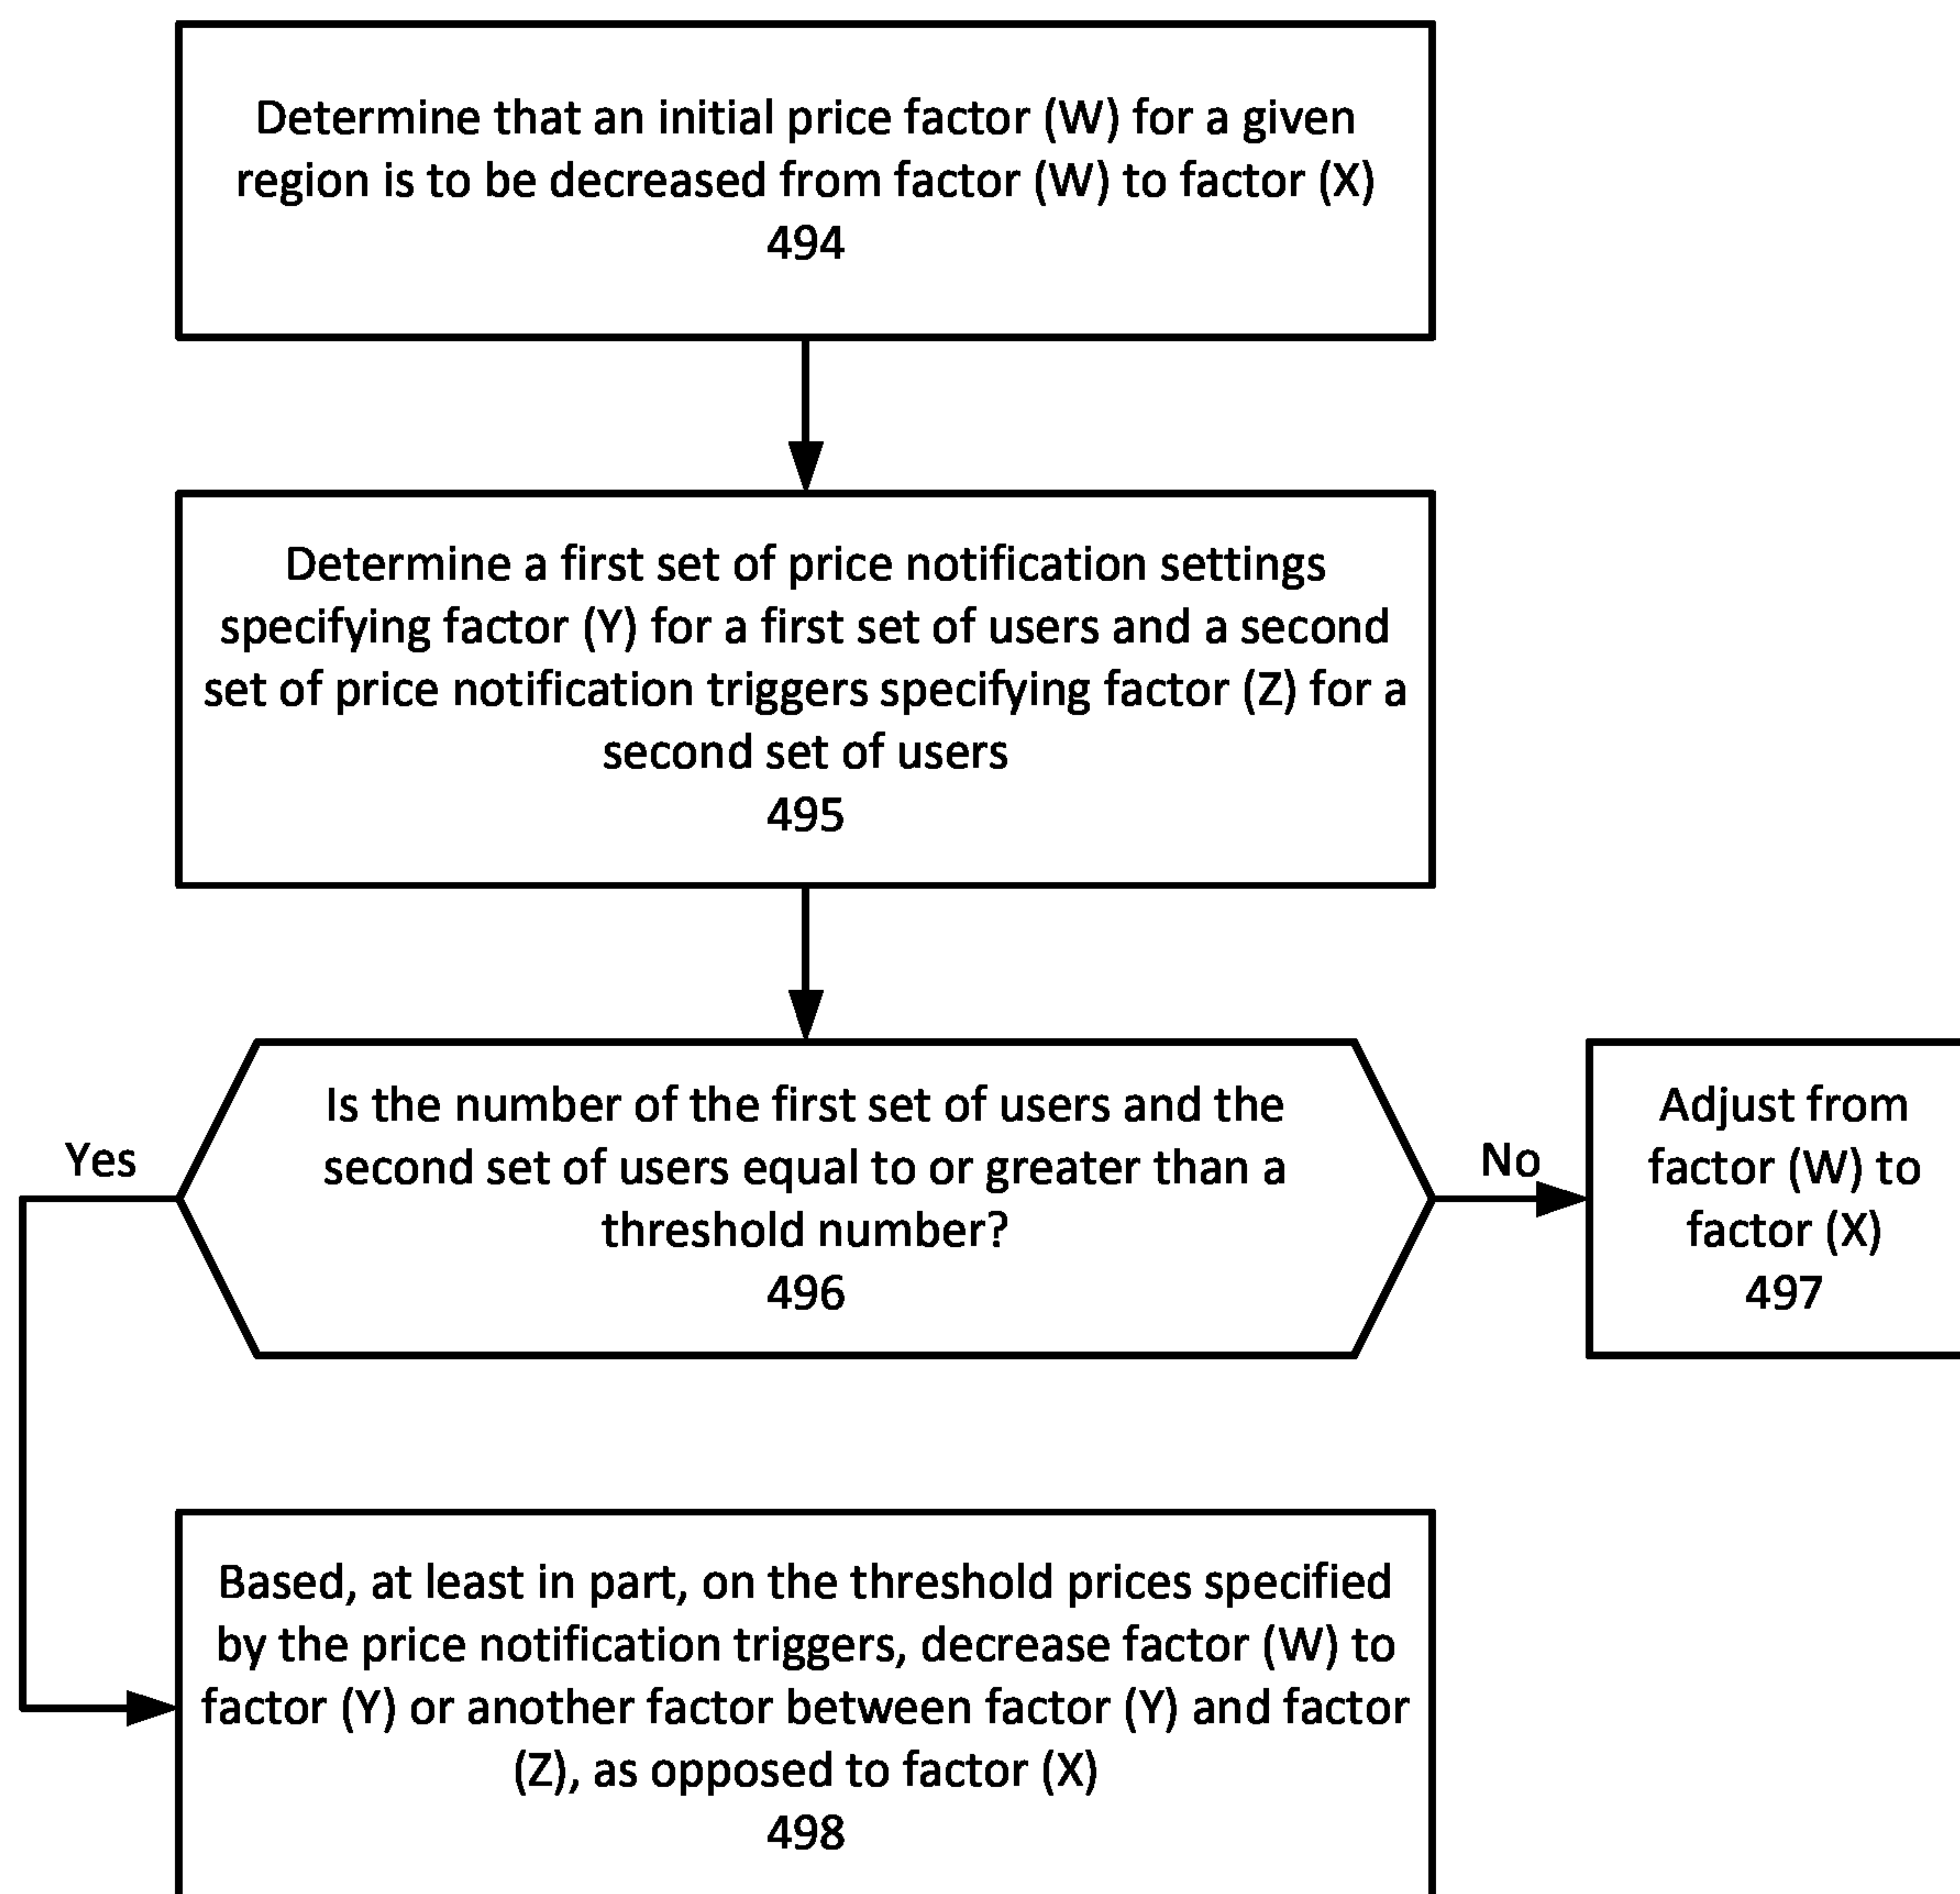 Determine that an initial price factor (W) for a given
region is to be decreased from factor (W) to factor (X)
494
Determine a first set of price notification settings
specifying factor (Y) for a first set of users and a second
set of price notification triggers specifying factor (Z) for a
second set of users
495
Is the number of the first set of users and the
second set of users equal to or greater than a
threshold number?
496
Yes
No
Adjust from
factor (W) to
factor (X)
497
Based, at least in part, on the threshold prices specified
by the price notification triggers, decrease factor (W) to
factor (Y) or another factor between factor (Y) and factor
(Z), as opposed to factor (X)
498